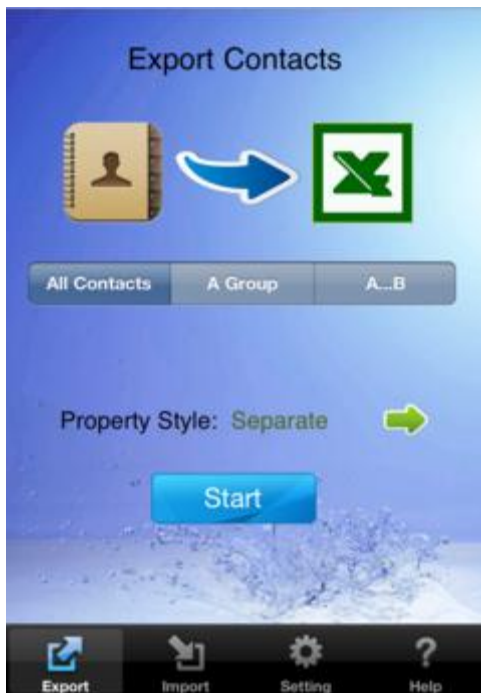 Export Contacts
All Contacts A Group A...B
Property Style: Separate
Start
Export Import Setting Help